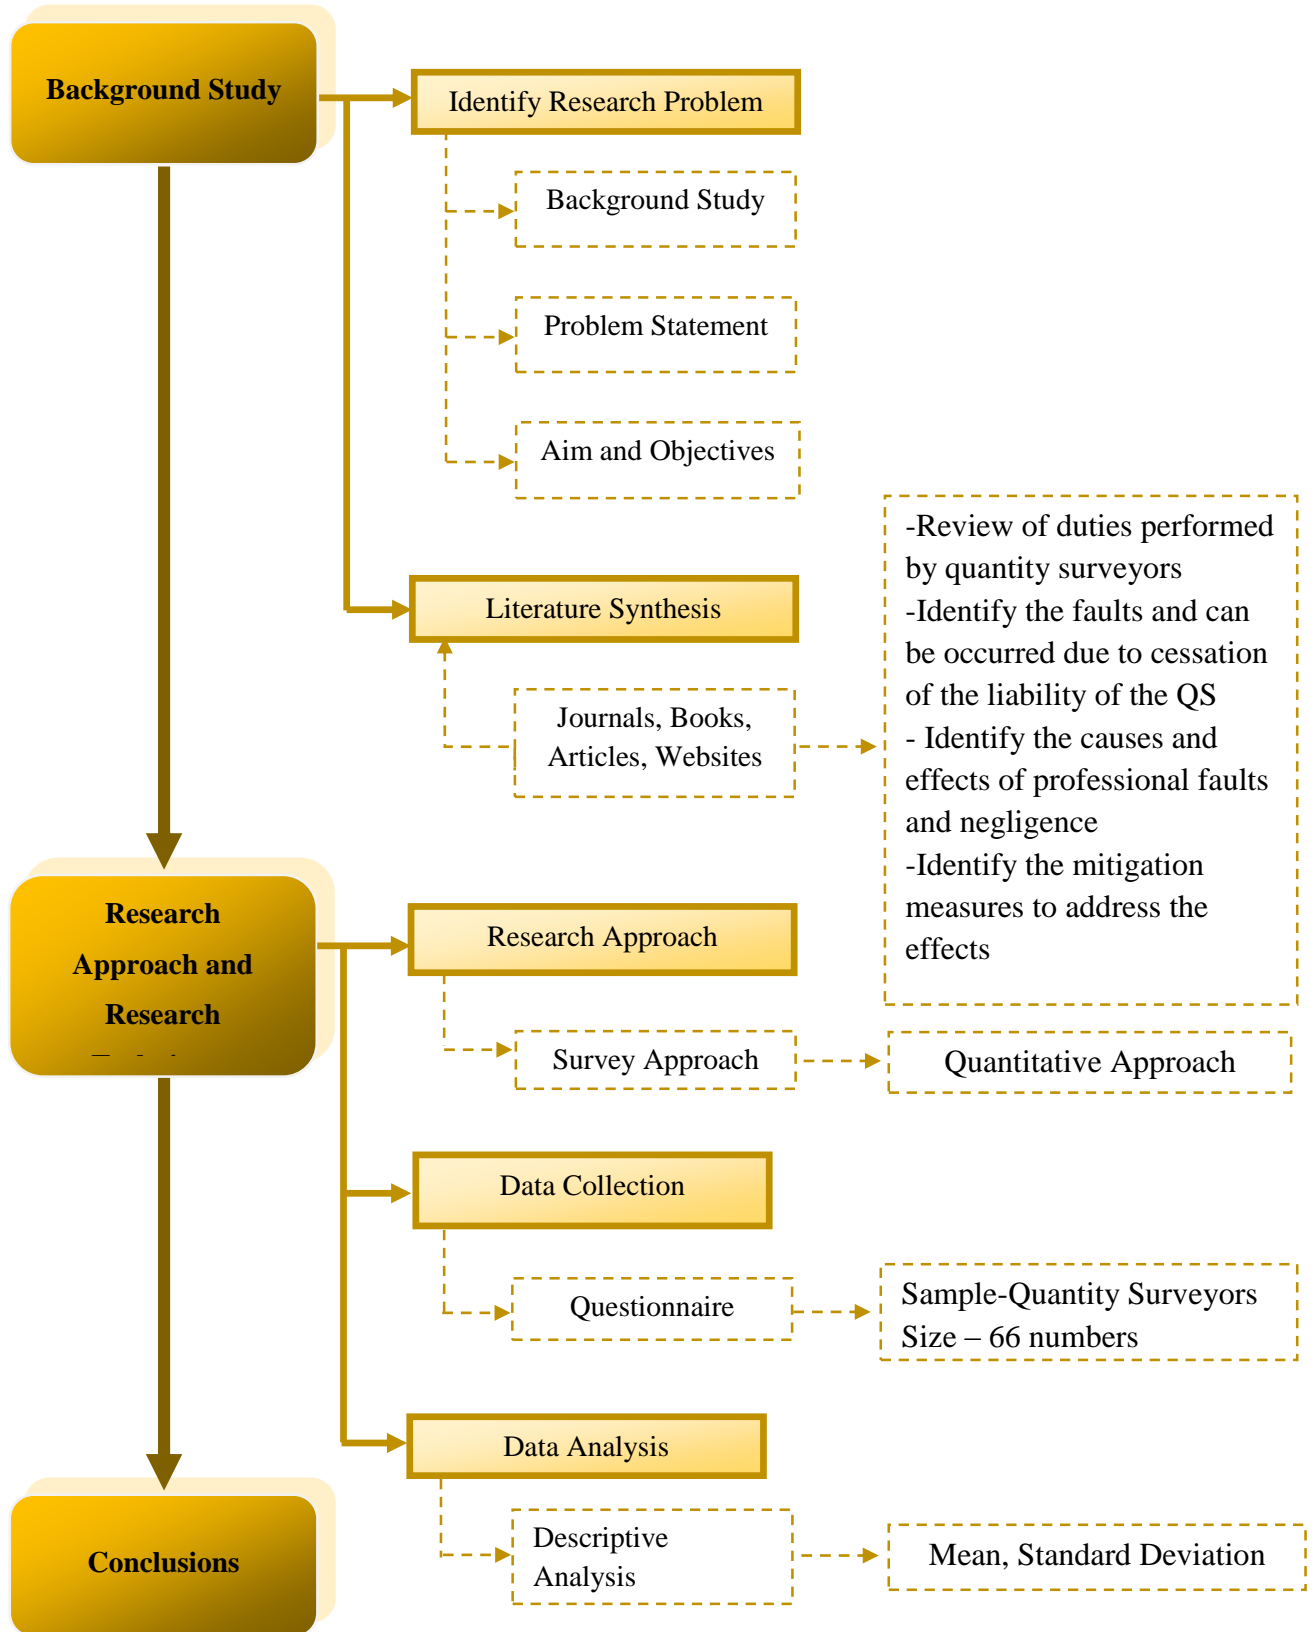 Background Study
Identify Research Problem
Background Study
Problem Statement
Aim and Objectives
Literature Synthesis
Journals, Books,
Articles, Websites
-Review of duties performed
by quantity surveyors
-Identify the faults and can
be occurred due to cessation
of the liability of the QS
- Identify the causes and
effects of professional faults
and negligence
-Identify the mitigation
measures to address the
effects
Research
Approach and
Research
Research Approach
Survey Approach
Quantitative Approach
Data Collection
Questionnaire
Sample-Quantity Surveyors
Size – 66 numbers
Data Analysis
Descriptive
Analysis
Mean, Standard Deviation
Conclusions